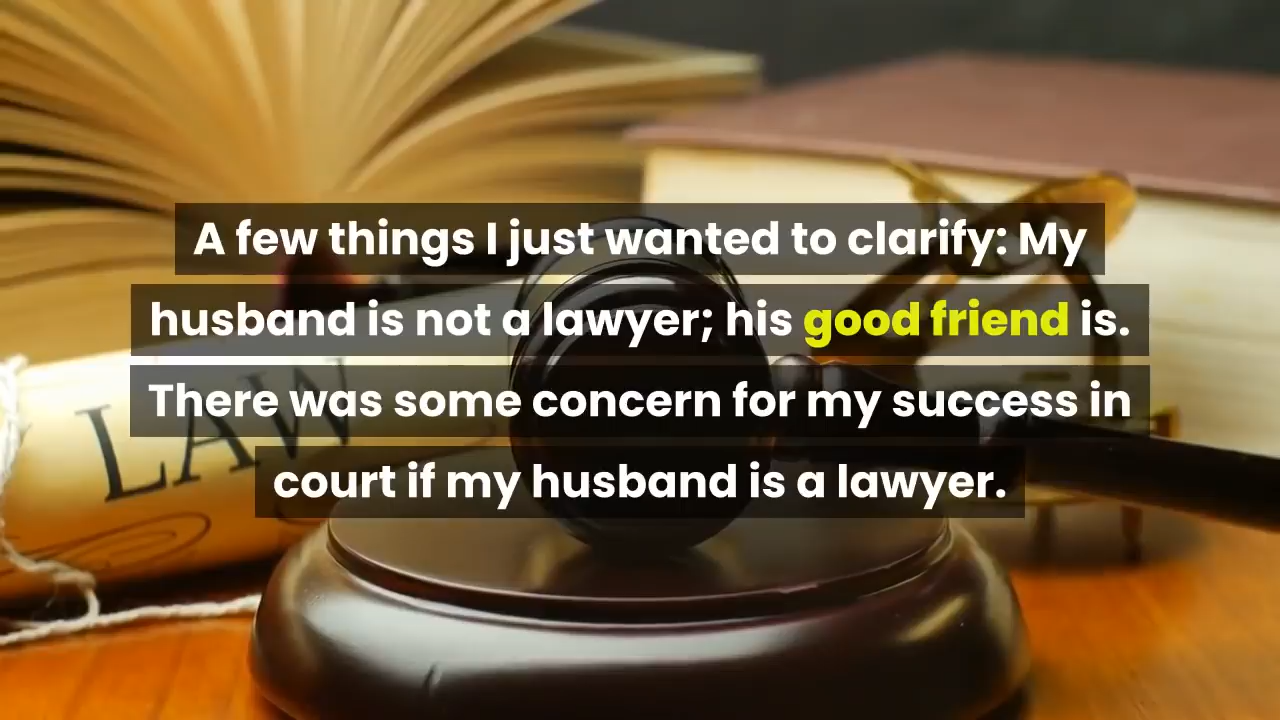 A few things I just wanted to clarify: My
husband is not a lawyer; his good friend is.
There was some concern for my success in
court if my husband is a lawyer.
LAW